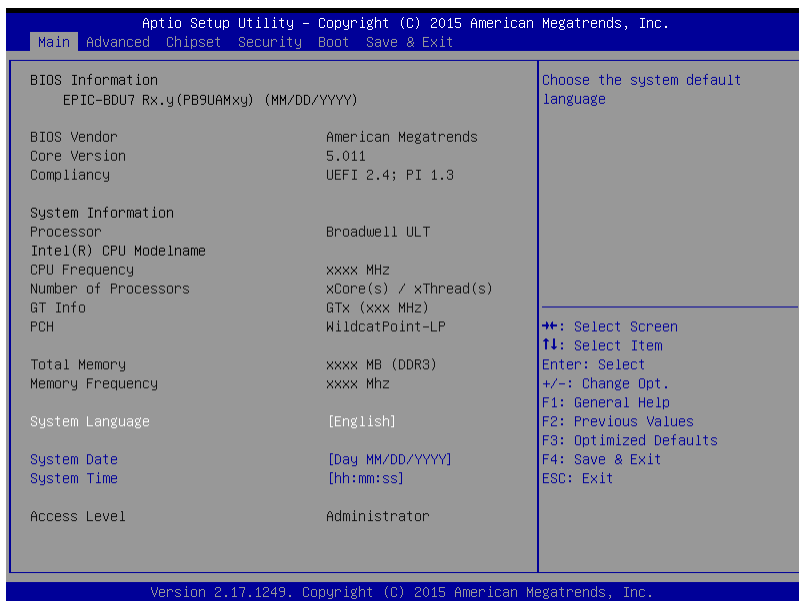 Aptio Setup Utility – Copyright (C) 2015 American Megatrends, Inc.
Main Advanced Chipset Security Boot Save & Exit
BIOS Information
EPIC-BDU7 Rx.y(PB9UAMxy) (MM/DD/YYYY)
BIOS Vendor American Megatrends
Core Version 5.011
Compliancy UEFI 2.4; PI 1.3
System Information
Processor Broadwell ULT
Intel(R) CPU Modelname
CPU Frequency xxxx MHz
Number of Processors xCore(s) / xThread(s)
GT Info GTx (xxx MHz)
PCH WildcatPoint-LP
Total Memory xxxx MB (DDR3)
Memory Frequency xxxx Mhz
System Language [English]
System Date [Day MM/DD/YYYY]
System Time [hh:mm:ss]
Access Level Administrator
Choose the system default
language
→←: Select Screen
↑↓: Select Item
Enter: Select
+/-: Change Opt.
F1: General Help
F2: Previous Values
F3: Optimized Defaults
F4: Save & Exit
ESC: Exit
Version 2.17.1249. Copyright (C) 2015 American Megatrends, Inc.